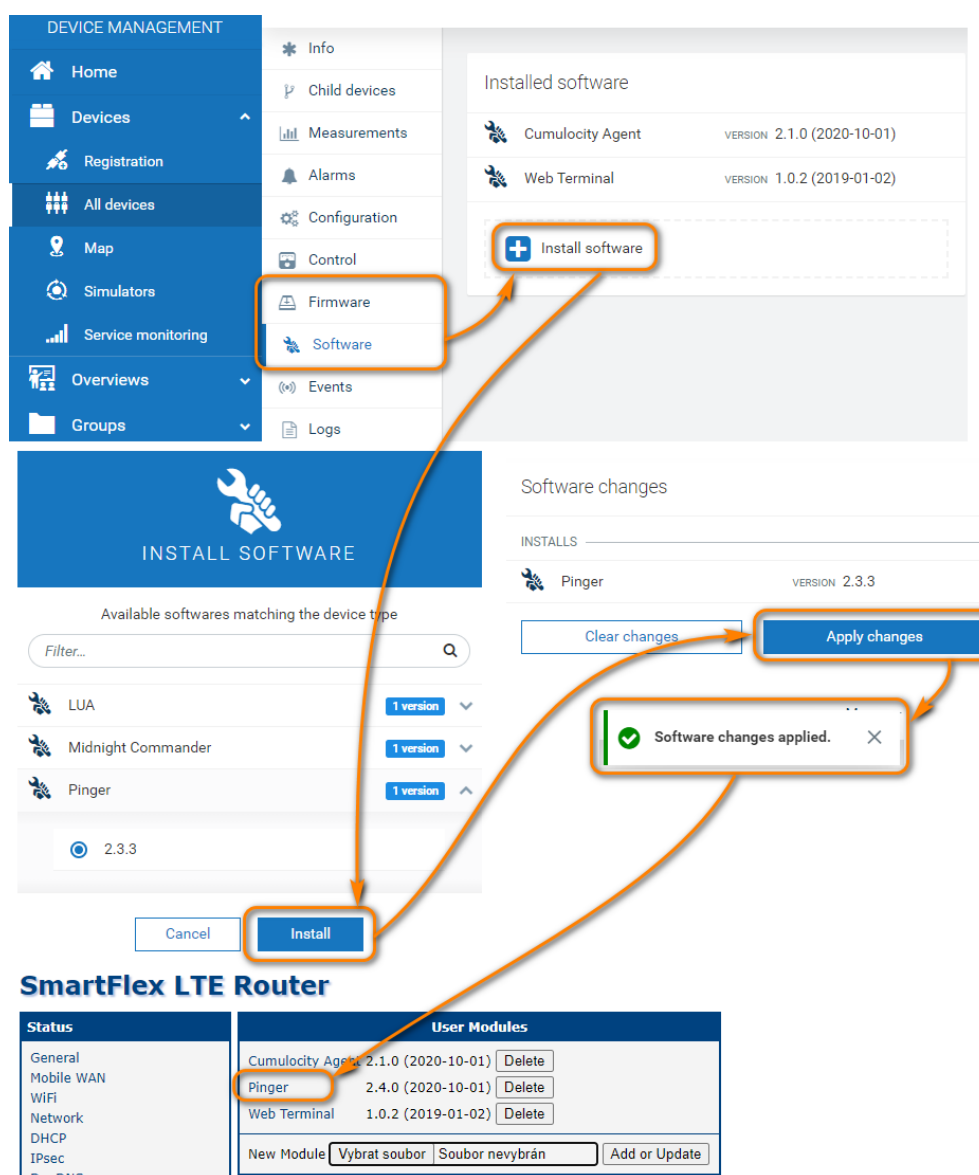 DEVICE MANAGEMENT
Home
Devices
Registration
All devices
Map
Simulators
Service monitoring
Overviews
Groups
Info
Child devices
Measurements
Alarms
Configuration
Control
Firmware
Software
Events
Logs
Installed software
Cumulocity Agent VERSION 2.1.0 (2020-10-01)
Web Terminal VERSION 1.0.2 (2019-01-02)
Install software
INSTALL SOFTWARE
Available softwares matching the device type
Filter...
LUA 1 version
Midnight Commander 1 version
Pinger 1 version
2.3.3
Cancel Install
Software changes
INSTALLS
Pinger VERSION 2.3.3
Clear changes Apply changes
Software changes applied.
SmartFlex LTE Router
Status
General
Mobile WAN
WiFi
Network
DHCP
IPsec
User Modules
Cumulocity Agent 2.1.0 (2020-10-01) Delete
Pinger 2.4.0 (2020-10-01) Delete
Web Terminal 1.0.2 (2019-01-02) Delete
New Module Vybrat soubor Soubor nevybrán Add or Update